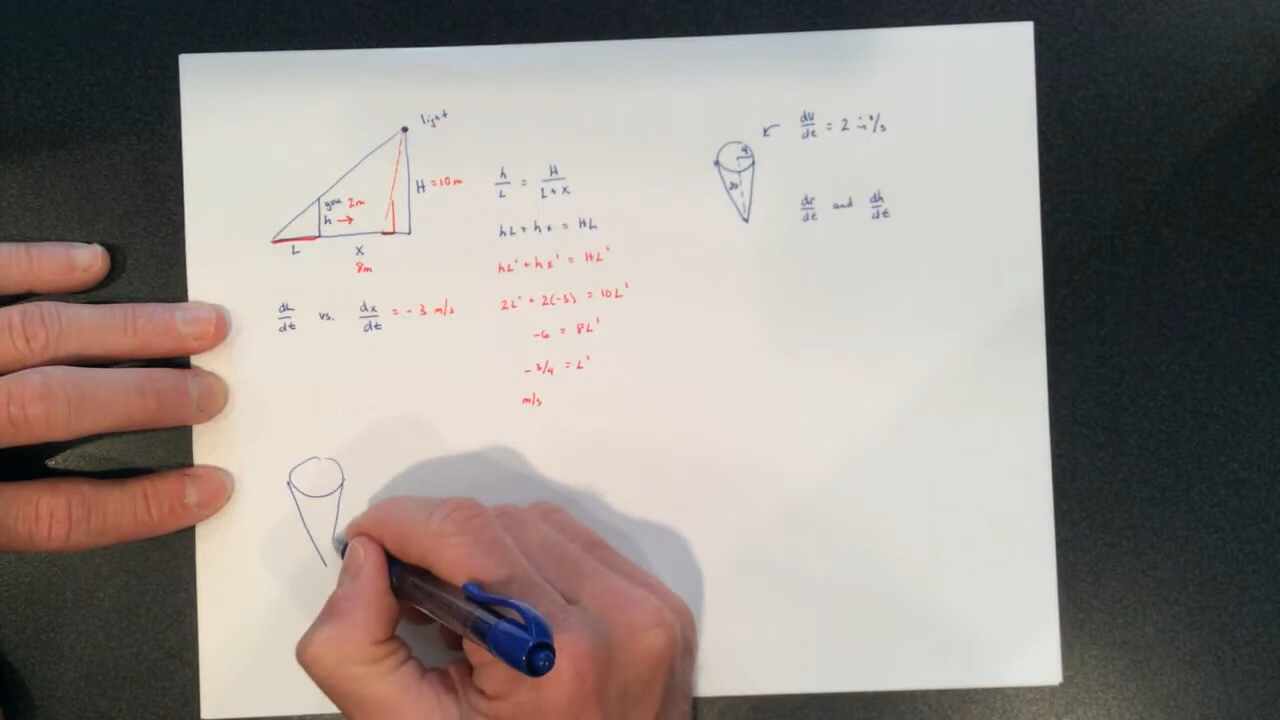 light
H = 10m
you 2m
h →
L
x
8m
dL/dt vs. dx/dt = -3 m/s
h/L = H/L+x
hL + hx = HL
hL' + hx' = HL'
2L' + 2(-3) = 10L'
-6 = 8L'
-3/4 = L'
m/s
dV/dt = 2 in³/s
20
dr/dt and dh/dt